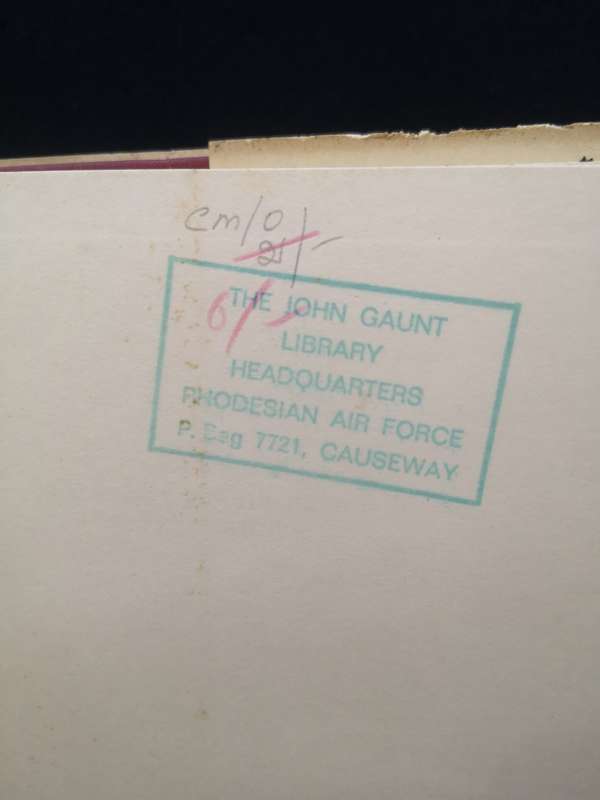 cm/0
21/-
6/-
THE JOHN GAUNT
LIBRARY
HEADQUARTERS
RHODESIAN AIR FORCE
P. Bag 7721, CAUSEWAY